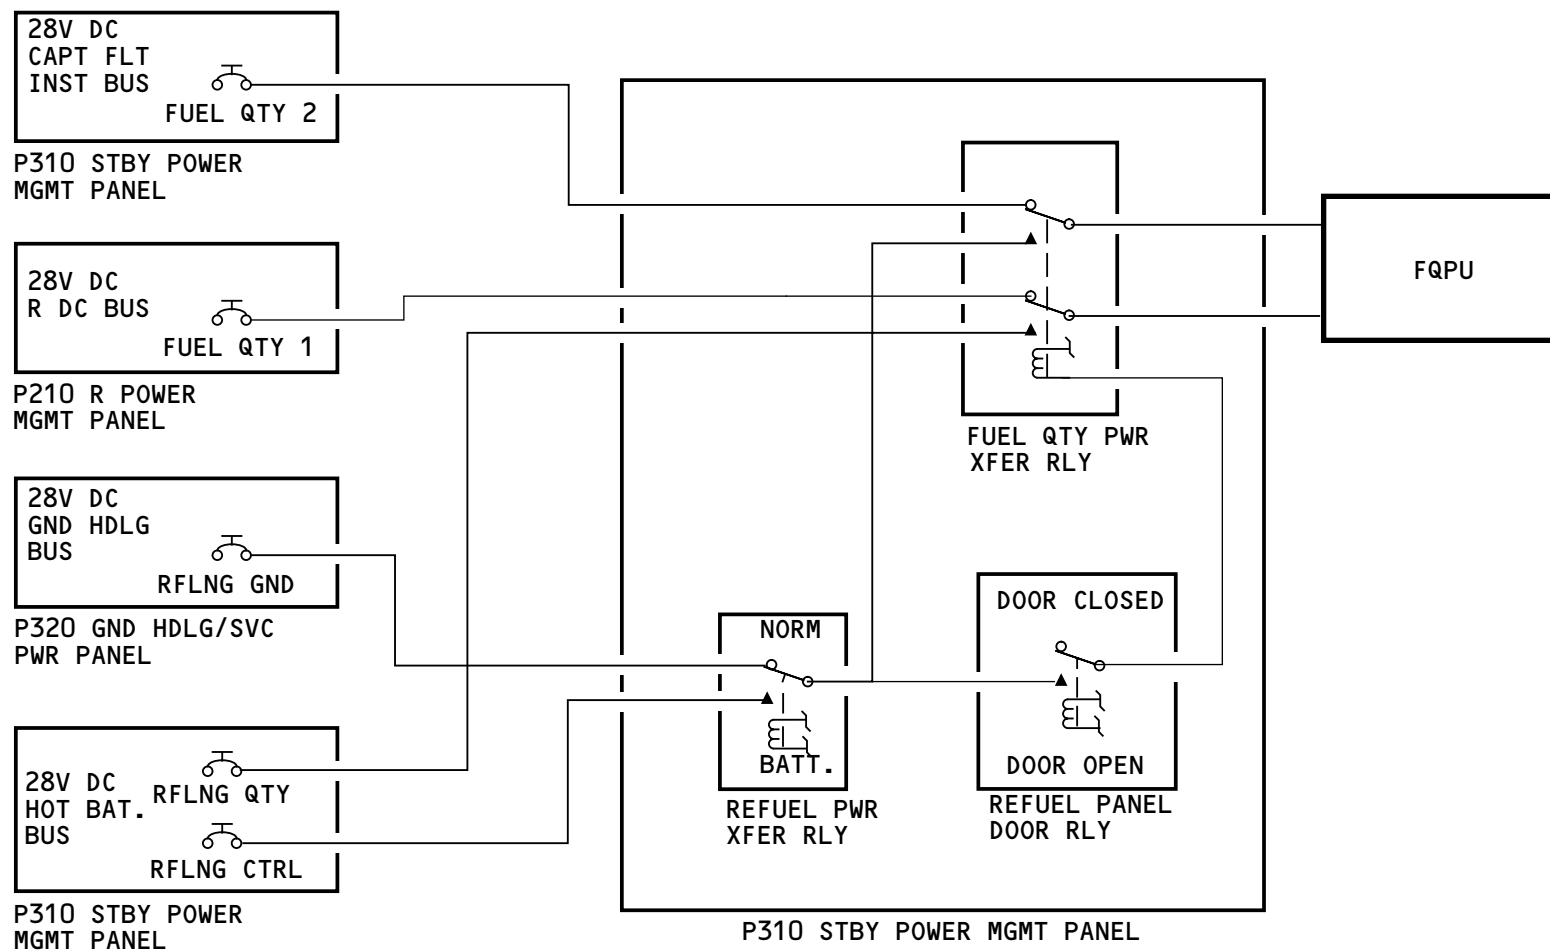 28V DC
CAPT FLT
INST BUS
FUEL QTY 2
P310 STBY POWER
MGMT PANEL
28V DC
R DC BUS
FUEL QTY 1
P210 R POWER
MGMT PANEL
28V DC
GND HDLG
BUS
RFLNG GND
P320 GND HDLG/SVC
PWR PANEL
28V DC
HOT BAT.
BUS
RFLNG QTY
RFLNG CTRL
P310 STBY POWER
MGMT PANEL
FUEL QTY PWR
XFER RLY
FQPU
NORM
BATT.
REFUEL PWR
XFER RLY
DOOR CLOSED
DOOR OPEN
REFUEL PANEL
DOOR RLY
P310 STBY POWER MGMT PANEL